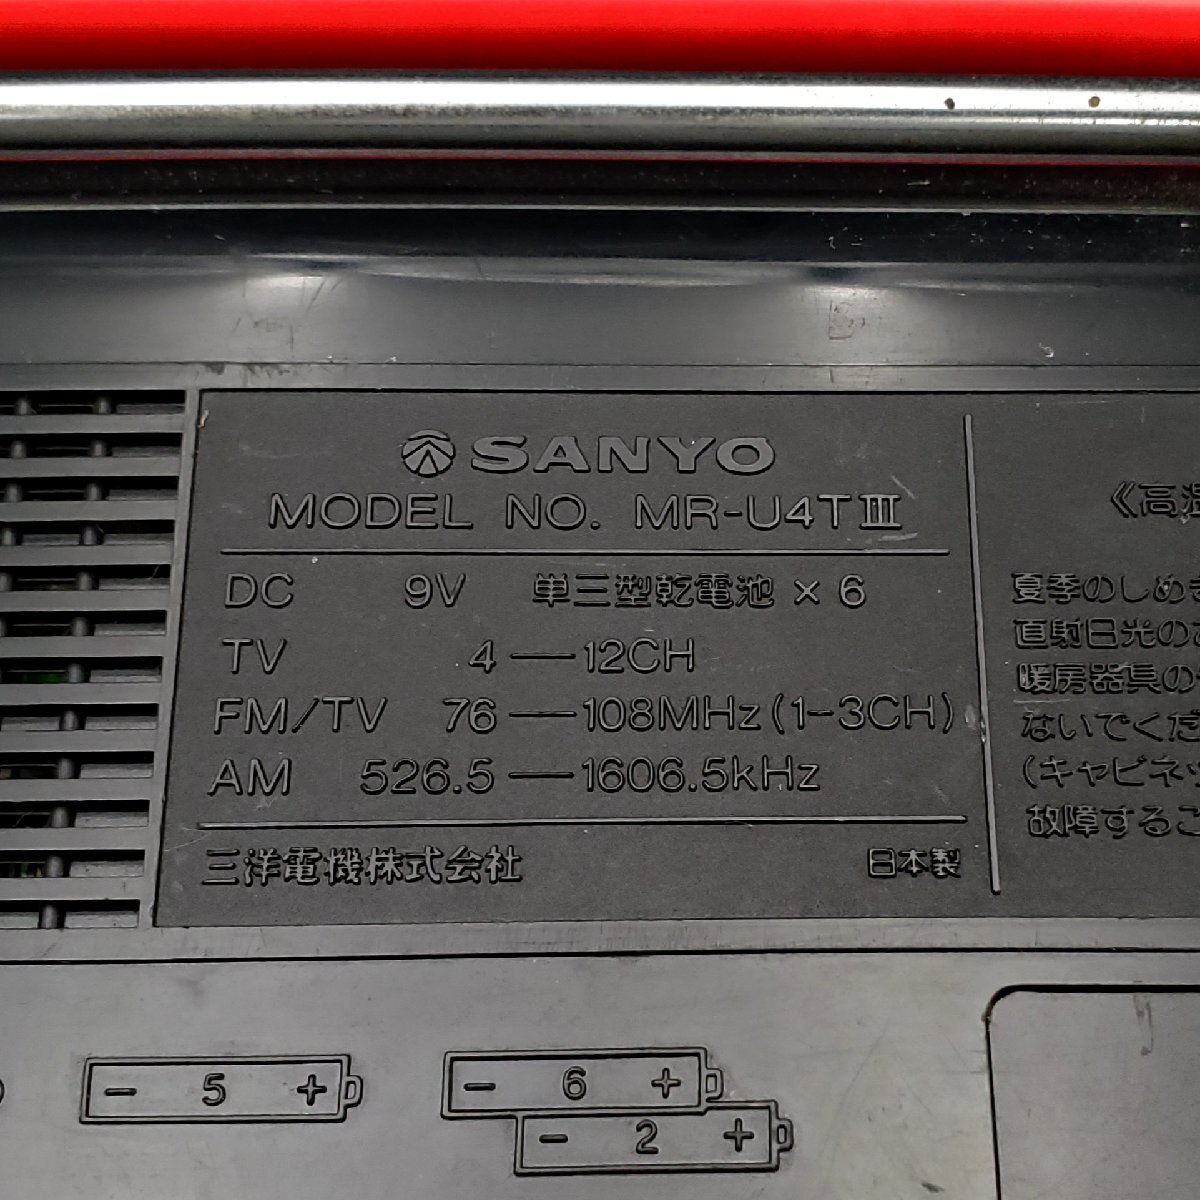 SANYO
MODEL NO. MR-U4TⅢ
DC 9V 単三型乾電池 × 6
TV 4—12CH
FM/TV 76—108MHz(1-3CH)
AM 526.5—1606.5kHz
三洋電機株式会社 日本製
《高温
夏季のしめき
直射日光の
暖房器具の
ないでくだ
(キャビネッ
故障するこ
- 5 +
- 6 +
- 2 +